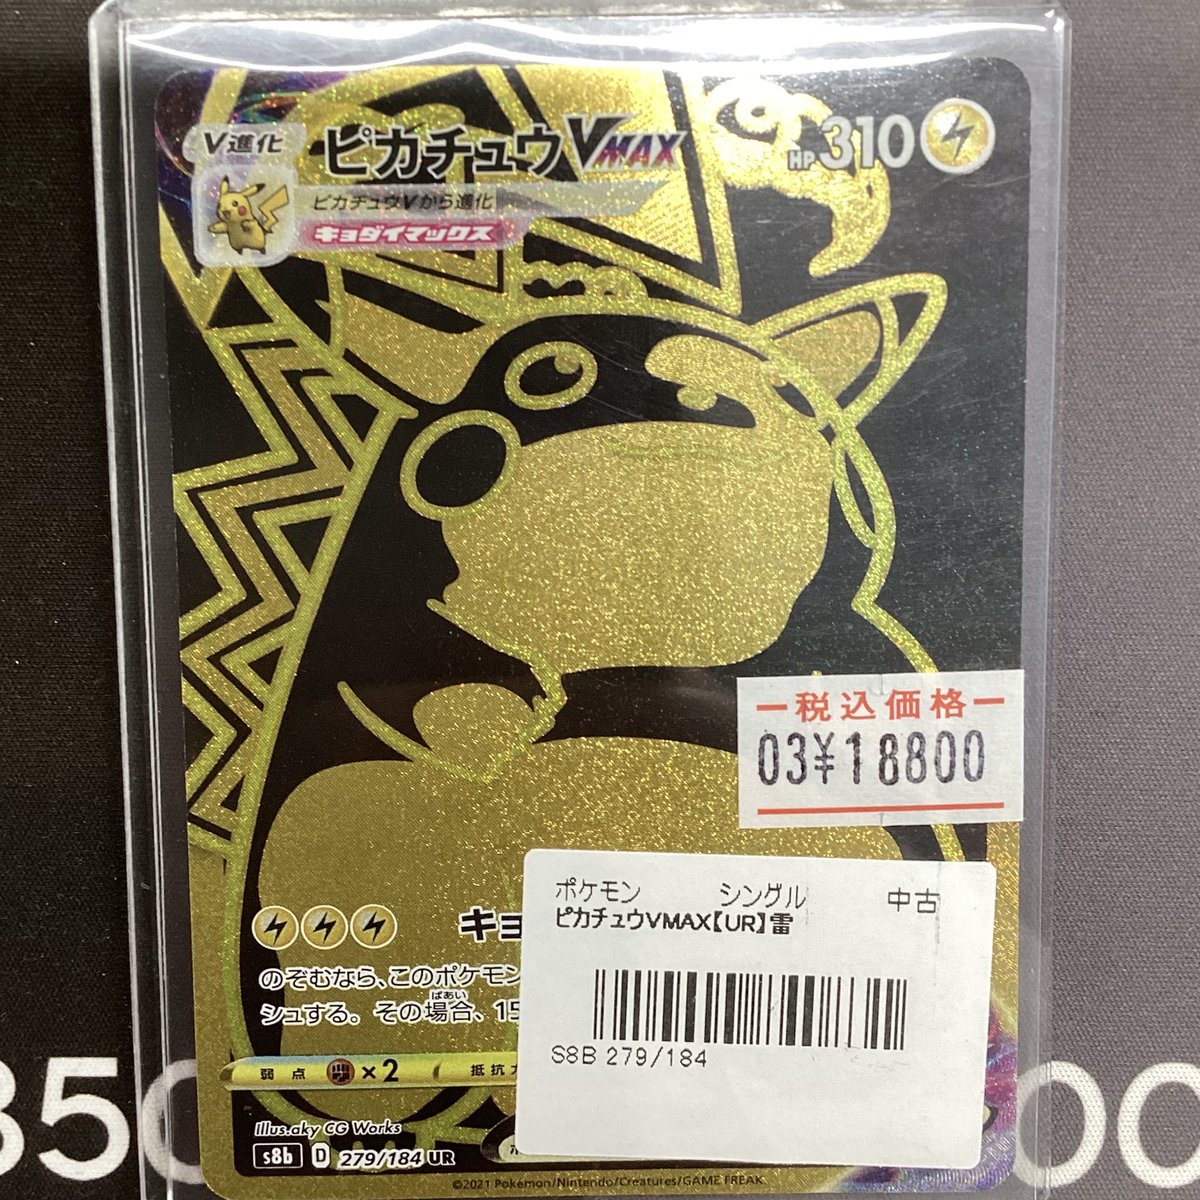 V進化
ピカチュウVMAX
HP310
ピカチュウVから進化
キョダイマックス
ー税込価格ー
03¥18800
ポケモン シングル 中古
ピカチュウVMAX【UR】雷
S8B 279/184
キョ
のぞむなら、このポケモン
ばあい
シュする。その場合、15
弱点 ×2 抵抗力
Illus.aky CG Works
s8b D 279/184 UR
©2021 Pokémon/Nintendo/Creatures/GAME FREAK.